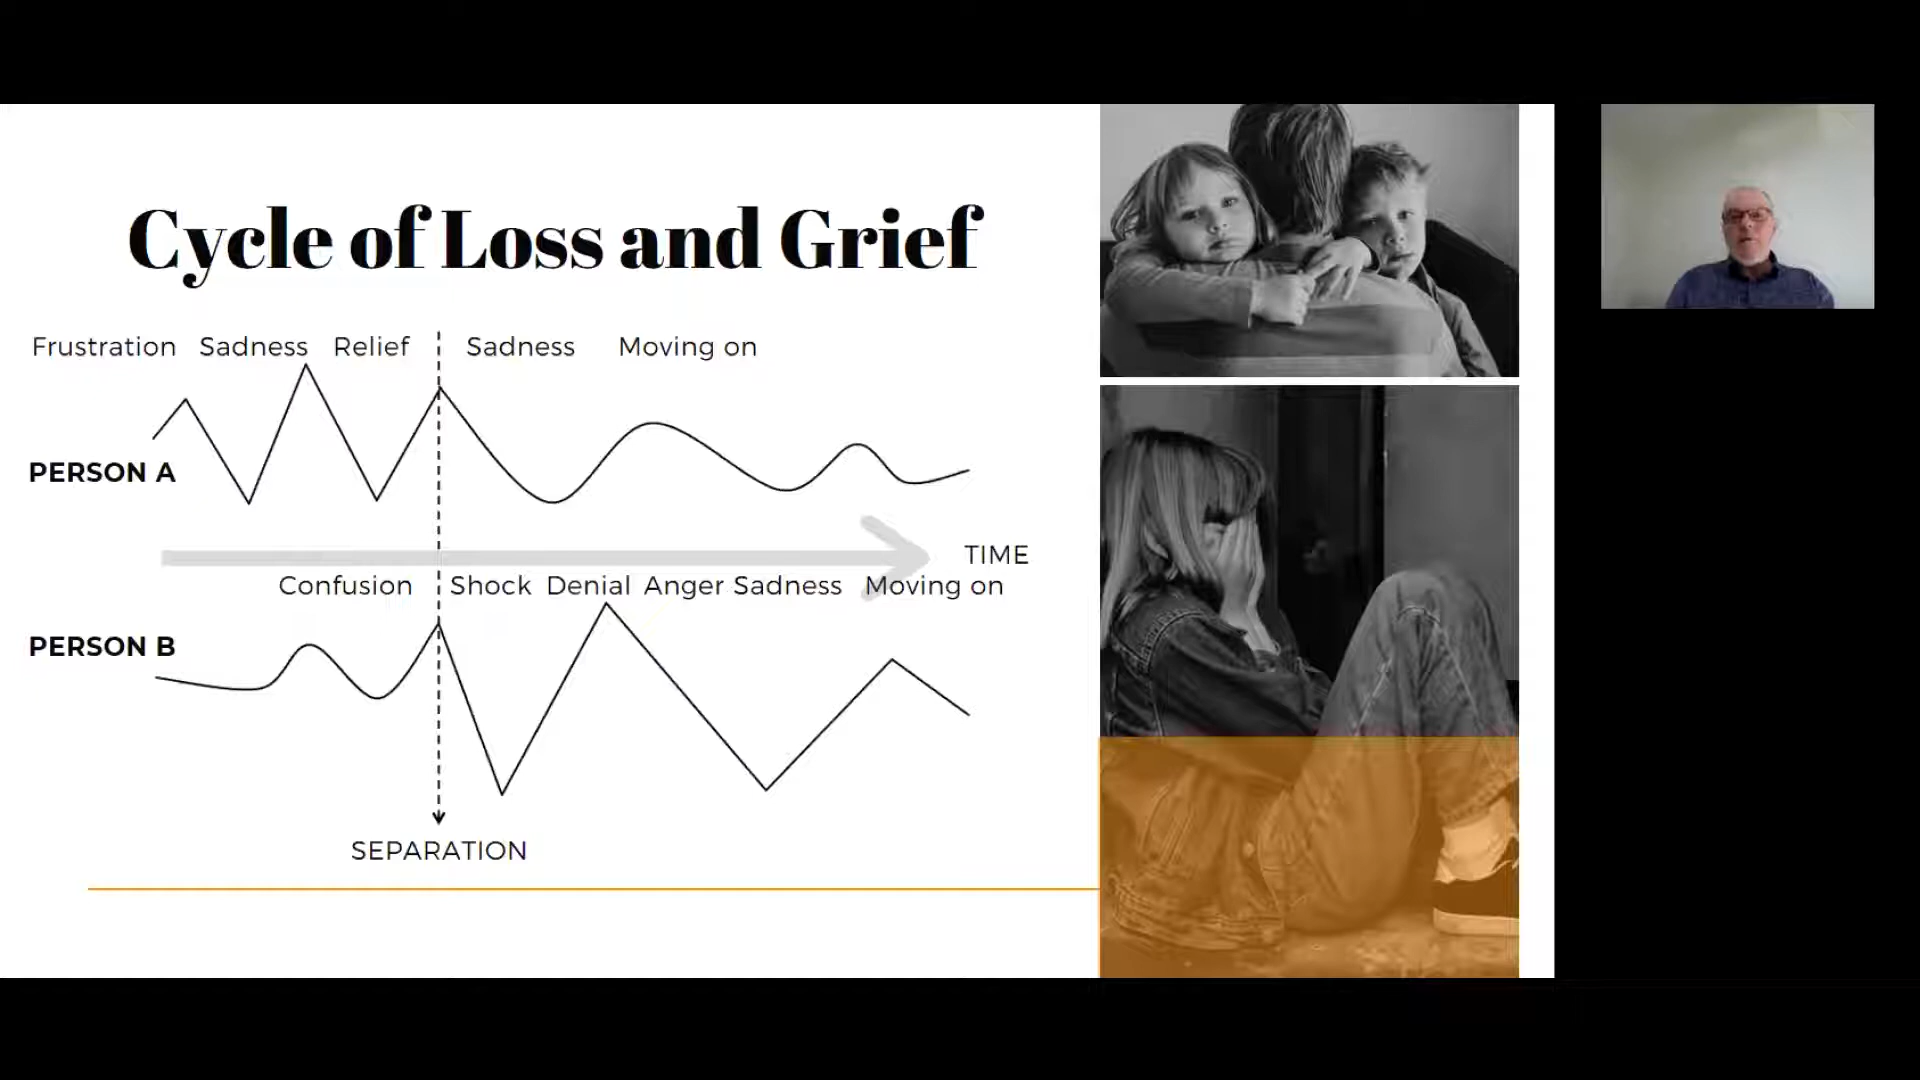 Cycle of Loss and Grief
Frustration Sadness Relief Sadness Moving on
PERSON A
TIME
Confusion Shock Denial Anger Sadness Moving on
PERSON B
SEPARATION